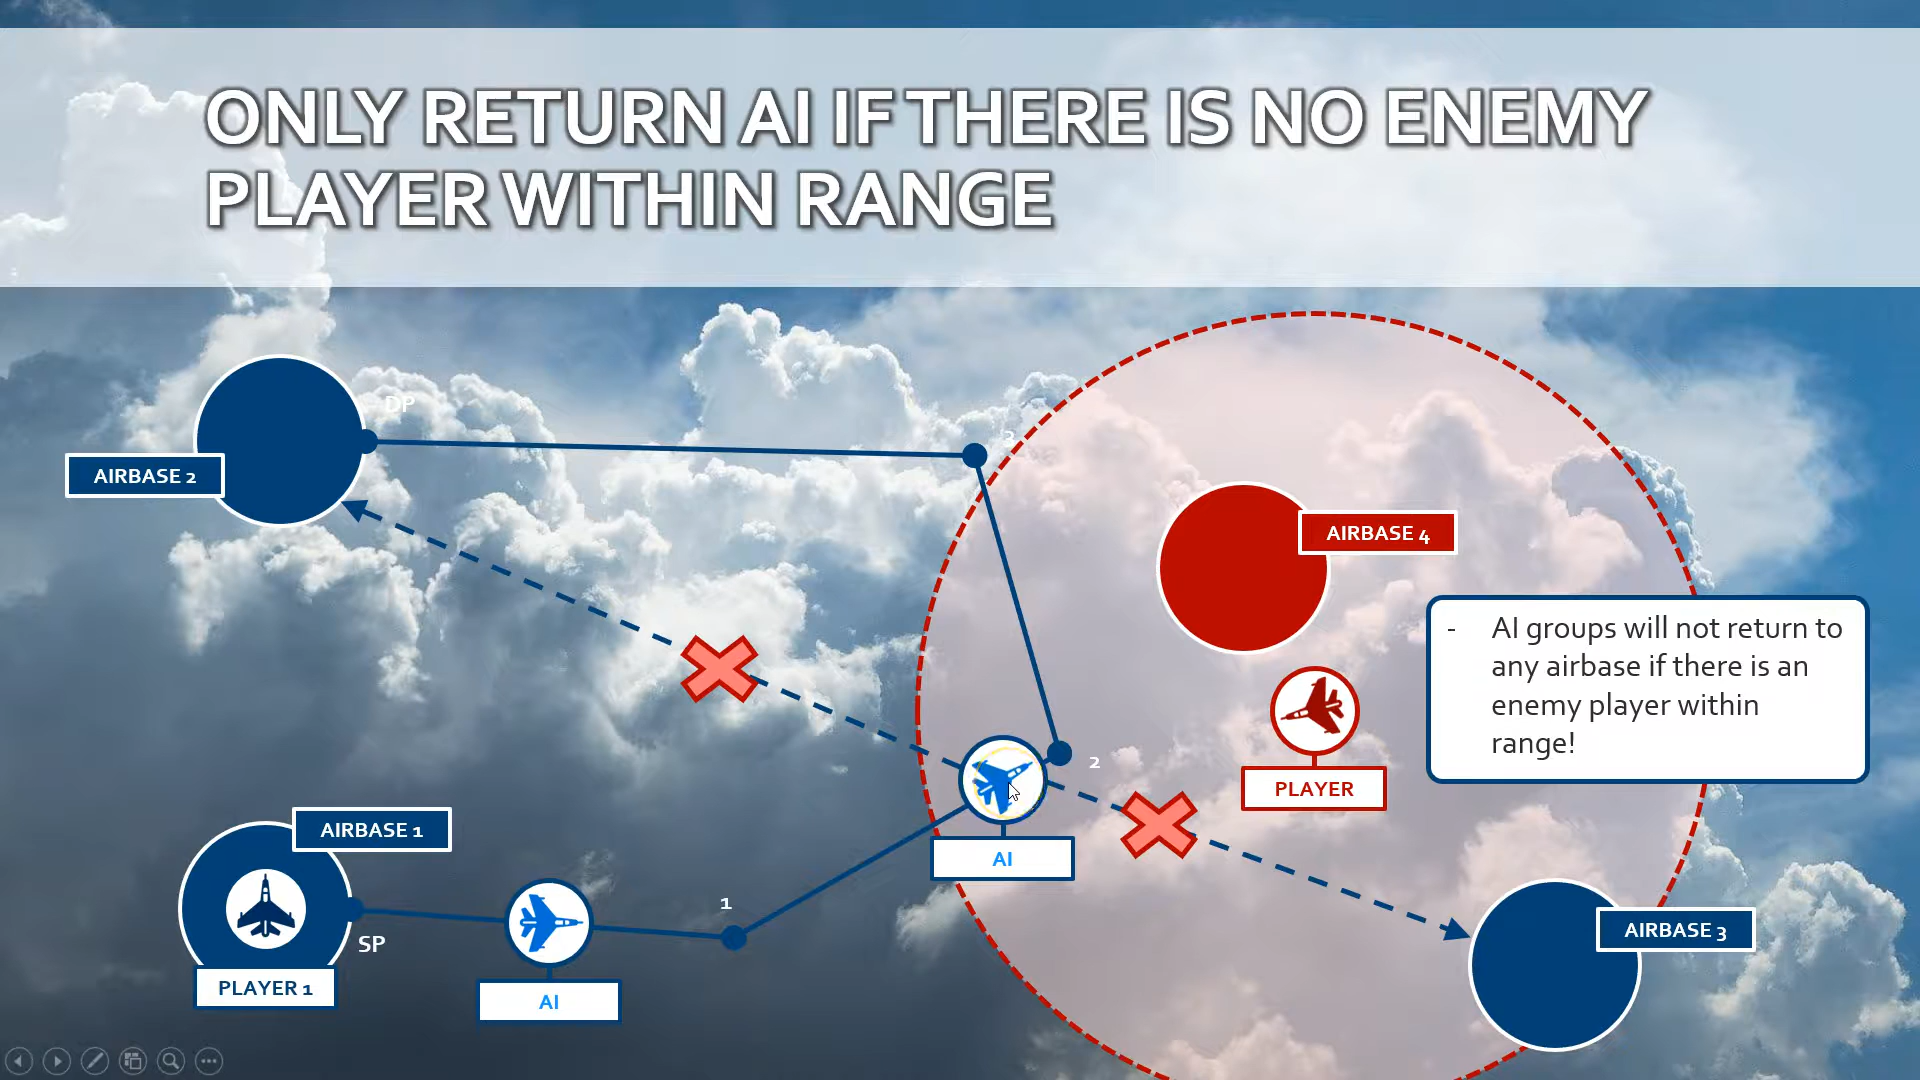 ONLY RETURN AI IF THERE IS NO ENEMY
PLAYER WITHIN RANGE
DP
3
AIRBASE 2
AIRBASE 4
- AI groups will not return to
any airbase if there is an
enemy player within
range!
2
PLAYER
AIRBASE 1
AI
1
AIRBASE 3
SP
PLAYER 1
AI